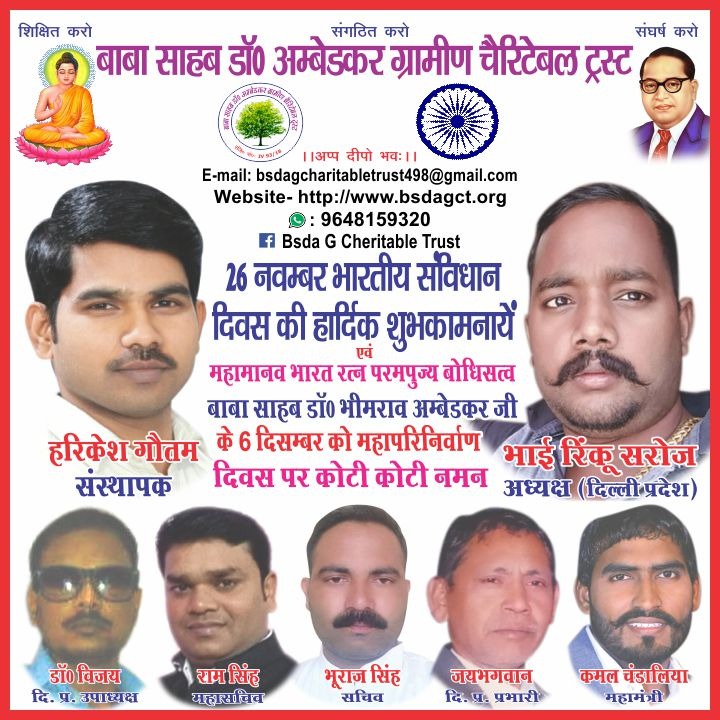 शिक्षित करो
संगठित करो
संघर्ष करो
बाबा साहब डॉ0 अम्बेडकर ग्रामीण चैरिटेबल ट्रस्ट
।।अप्प दीपो भवः।।
E-mail: bsdagcharitabletrust498@gmail.com
Website- http://www.bsdagct.org
: 9648159320
Bsda G Cheritable Trust
26 नवम्बर भारतीय संविधान
दिवस की हार्दिक शुभकामनायें
एवं
महामानव भारत रत्न परमपुज्य बोधिसत्व
बाबा साहब डॉ0 भीमराव अम्बेडकर जी
के 6 दिसम्बर को महापरिनिर्वाण
दिवस पर कोटी कोटी नमन
हरिकेश गौतम
संस्थापक
भाई रिंकू सरोज
अध्यक्ष (दिल्ली प्रदेश)
डॉ0 विजय
दि. प्र. उपाध्यक्ष
राम सिंह
महासचिव
भूराज सिंह
सचिव
जयभगवान
दि. प्र. प्रभारी
कमल चंडालिया
महामंत्री